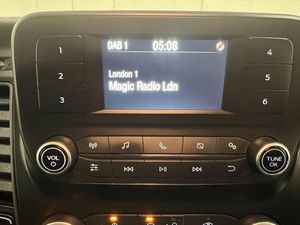 DAB 1 05:08
London 1
Magic Radio Ldn
1
2
3
4
5
6
VOL
TUNE
OK